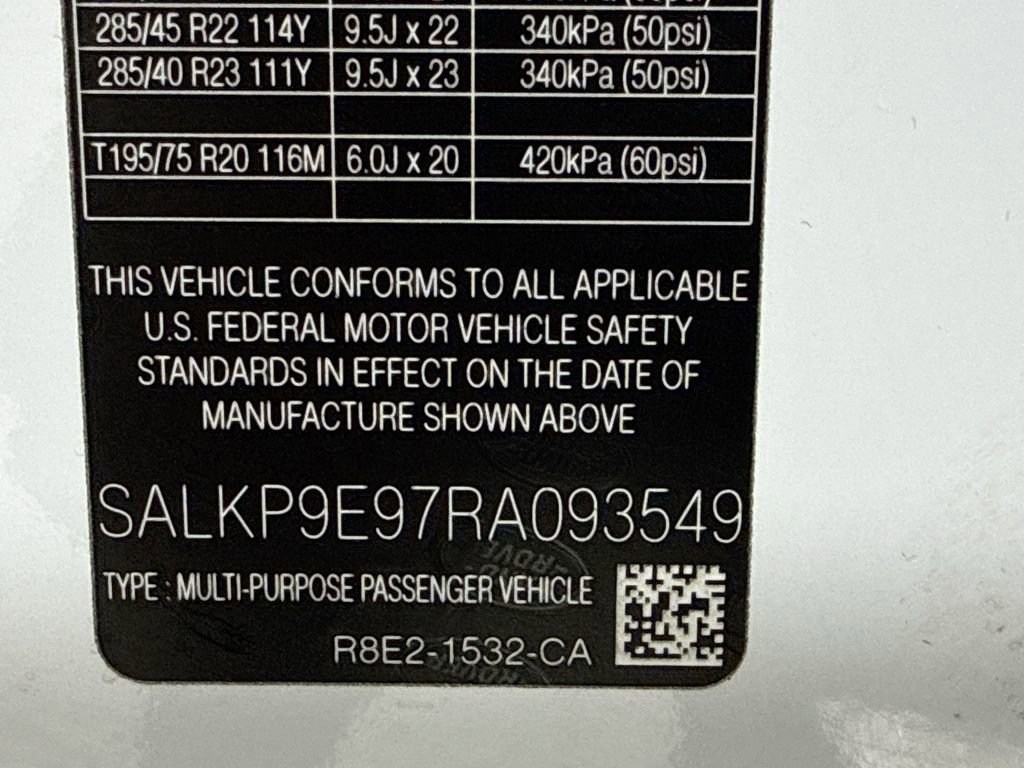 285/45 R22 114Y 9.5J x 22 340kPa (50psi)
285/40 R23 111Y 9.5J x 23 340kPa (50psi)
T195/75 R20 116M 6.0J x 20 420kPa (60psi)
THIS VEHICLE CONFORMS TO ALL APPLICABLE
U.S. FEDERAL MOTOR VEHICLE SAFETY
STANDARDS IN EFFECT ON THE DATE OF
MANUFACTURE SHOWN ABOVE
SALKP9E97RA093549
TYPE : MULTI-PURPOSE PASSENGER VEHICLE
R8E2-1532-CA